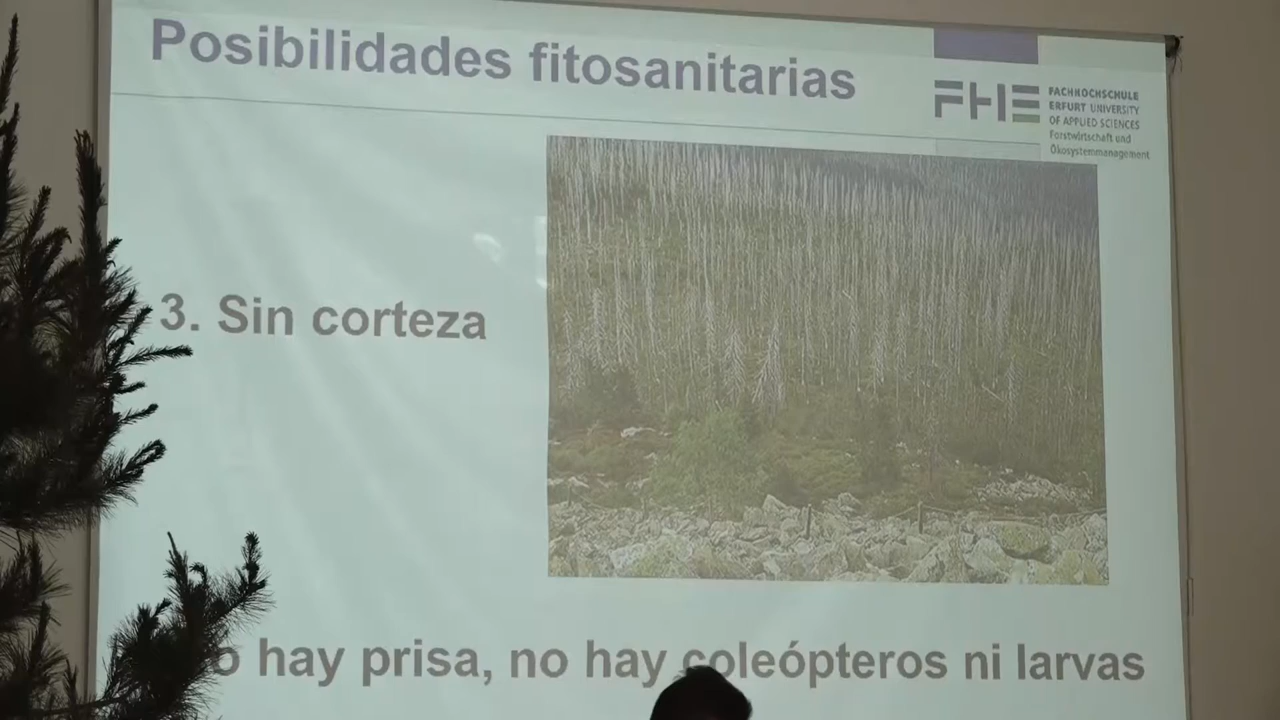 Posibilidades fitosanitarias
FHE
FACHHOCHSCHULE
ERFURT UNIVERSITY
OF APPLIED SCIENCES
Forstwirtschaft und
Ökosystemmanagement
3. Sin corteza
o hay prisa, no hay coleópteros ni larvas